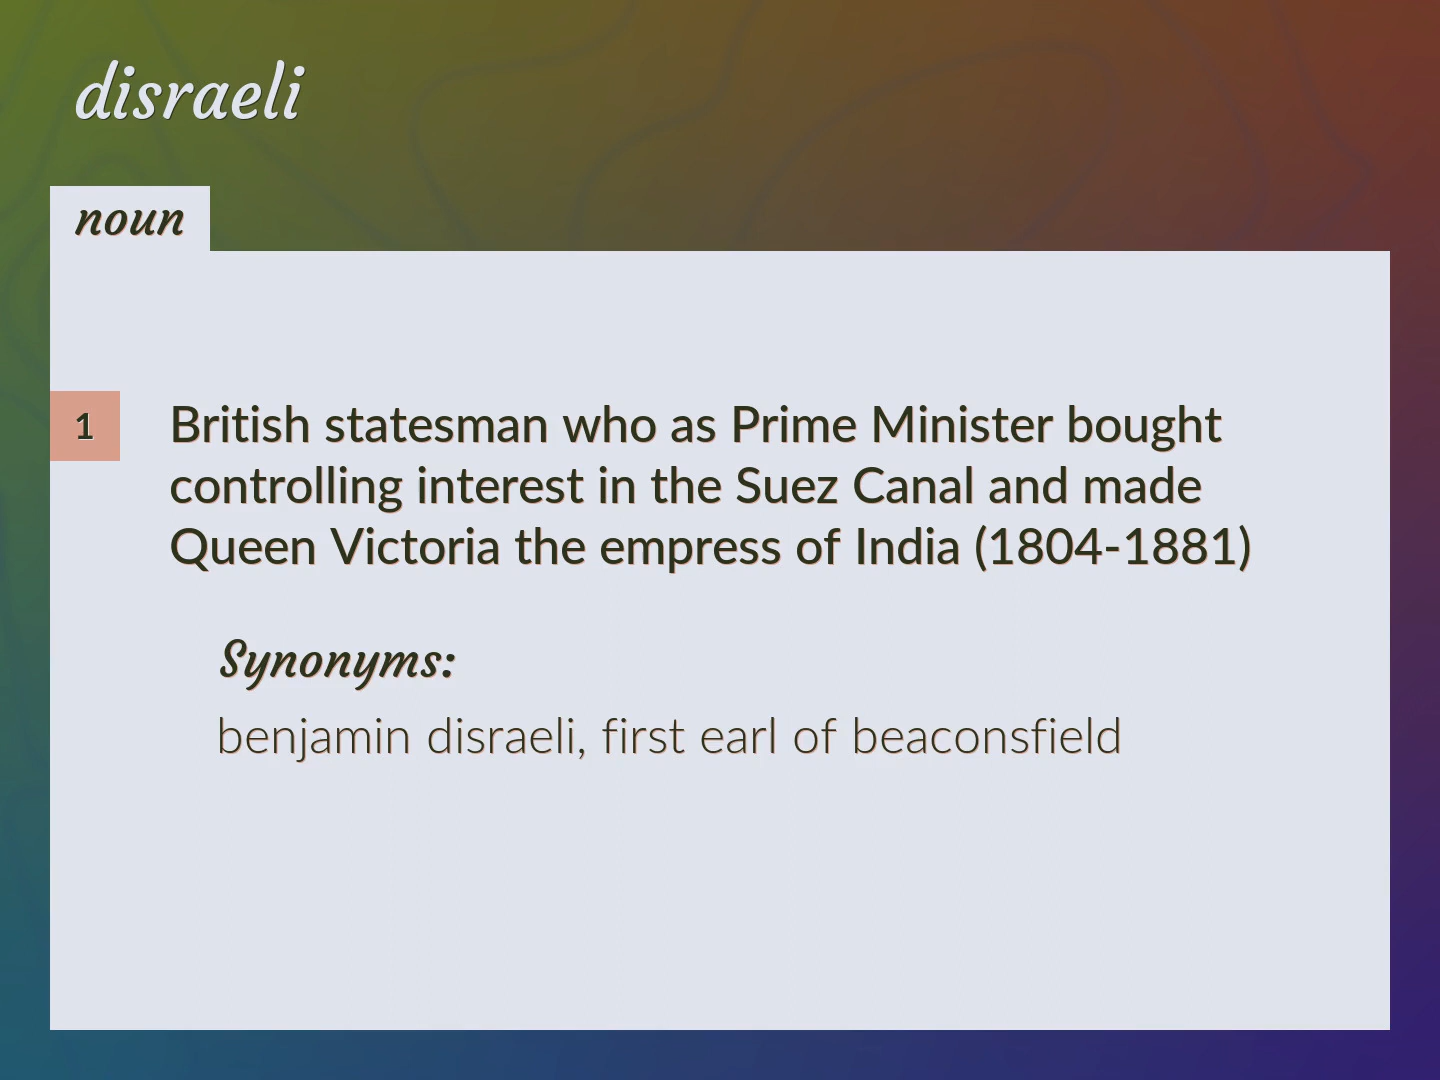 disraeli
noun
1
British statesman who as Prime Minister bought
controlling interest in the Suez Canal and made
Queen Victoria the empress of India (1804-1881)
Synonyms:
benjamin disraeli, first earl of beaconsfield